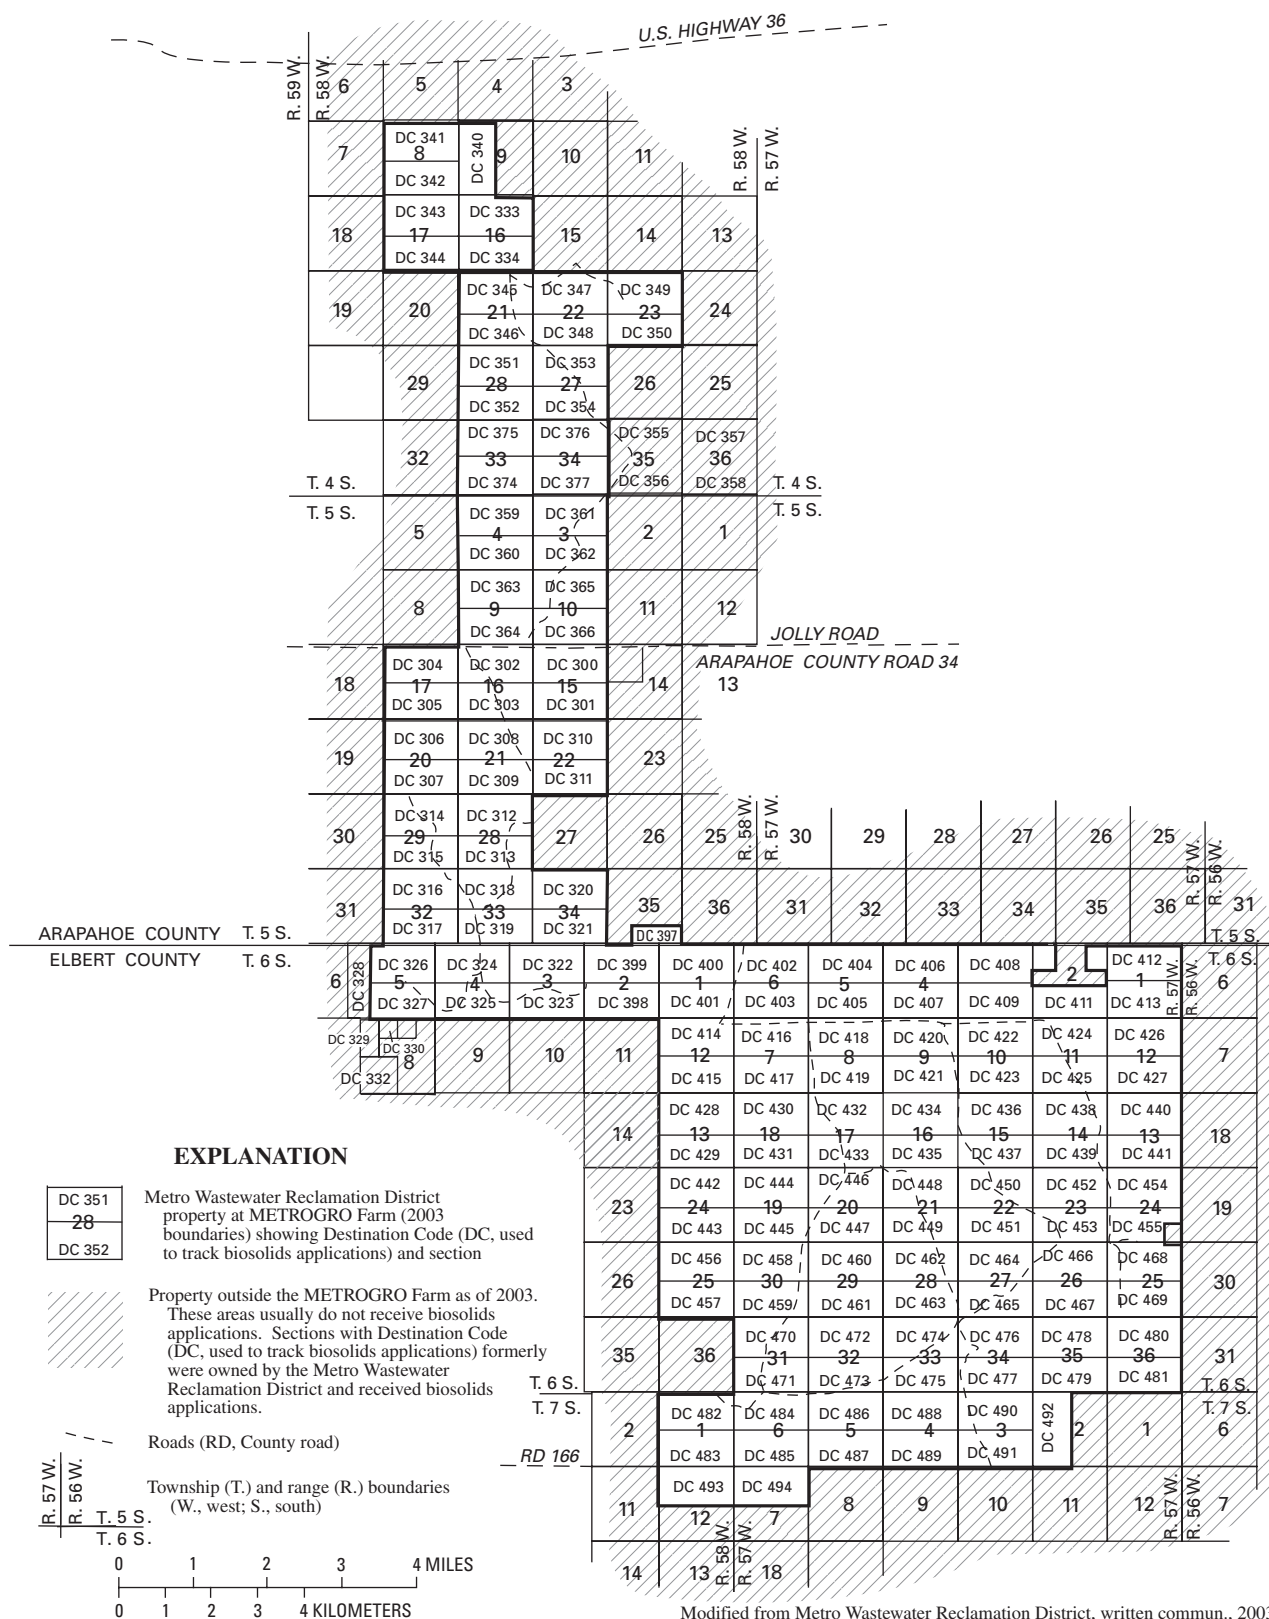 U.S. HIGHWAY 36
R. 59 W.
R. 58 W.
6 5 4 3
DC 341
DC 340
7 8 9 10 11
DC 342
R. 58 W.
R. 57 W.
DC 343 DC 333
18 17 16 15 14 13
DC 344 DC 334
DC 345 DC 347 DC 349
19 20 21 22 23 24
DC 346 DC 348 DC 350
DC 351 DC 353
29 28 27 26 25
DC 352 DC 354
DC 375 DC 376 DC 355 DC 357
32 33 34 35 36
DC 374 DC 377 DC 356 DC 358
T. 4 S. T. 4 S.
T. 5 S. T. 5 S.
DC 359 DC 361
5 4 3 2 1
DC 360 DC 362
DC 363 DC 365
8 9 10 11 12
DC 364 DC 366
JOLLY ROAD
ARAPAHOE COUNTY ROAD 34
DC 304 DC 302 DC 300
18 17 16 15 14 13
DC 305 DC 303 DC 301
DC 306 DC 308 DC 310
19 20 21 22 23
DC 307 DC 309 DC 311
R. 58 W.
R. 57 W.
DC 314 DC 312
30 29 28 27 26 25 30 29 28 27 26 25
DC 315 DC 313
R. 57 W.
R. 56 W.
DC 316 DC 318 DC 320
31 32 33 34 35 36 31 32 33 34 35 36 31
DC 317 DC 319 DC 321 DC 397
ARAPAHOE COUNTY T. 5 S. T. 5 S.
ELBERT COUNTY T. 6 S. T. 6 S.
DC 328
DC 326 DC 324 DC 322 DC 399 DC 400 DC 402 DC 404 DC 406 DC 408 DC 412
6 5 4 3 2 1 6 5 4 2 1 6
DC 327 DC 325 DC 323 DC 398 DC 401 DC 403 DC 405 DC 407 DC 409 DC 411 DC 413
R. 57 W.
R. 56 W.
DC 329 DC 330 DC 414 DC 416 DC 418 DC 420 DC 422 DC 424 DC 426
8 9 10 11 12 7 8 9 10 11 12 7
DC 332 DC 415 DC 417 DC 419 DC 421 DC 423 DC 425 DC 427
DC 428 DC 430 DC 432 DC 434 DC 436 DC 438 DC 440
14 13 18 17 16 15 14 13 18
DC 429 DC 431 DC 433 DC 435 DC 437 DC 439 DC 441
DC 442 DC 444 DC 446 DC 448 DC 450 DC 452 DC 454
23 24 19 20 21 22 23 24 19
DC 443 DC 445 DC 447 DC 449 DC 451 DC 453 DC 455
DC 456 DC 458 DC 460 DC 462 DC 464 DC 466 DC 468
26 25 30 29 28 27 26 25 30
DC 457 DC 459 DC 461 DC 463 DC 465 DC 467 DC 469
DC 470 DC 472 DC 474 DC 476 DC 478 DC 480
35 36 31 32 33 34 35 36 31
DC 471 DC 473 DC 475 DC 477 DC 479 DC 481
T. 6 S. T. 6 S.
T. 7 S. T. 7 S.
DC 482 DC 484 DC 486 DC 488 DC 490 DC 492
2 1 6 5 4 3 2 1 6
DC 483 DC 485 DC 487 DC 489 DC 491
RD 166
DC 493 DC 494
11 12 7 8 9 10 11 12 7
R. 57 W.
R. 56 W.
R. 58 W.
R. 57 W.
14 13 18
EXPLANATION
DC 351
28
DC 352
Metro Wastewater Reclamation District
property at METROGRO Farm (2003
boundaries) showing Destination Code (DC, used
to track biosolids applications) and section
Property outside the METROGRO Farm as of 2003.
These areas usually do not receive biosolids
applications. Sections with Destination Code
(DC, used to track biosolids applications) formerly
were owned by the Metro Wastewater
Reclamation District and received biosolids
applications.
Roads (RD, County road)
R. 57 W.
R. 56 W.
T. 5 S.
T. 6 S.
Township (T.) and range (R.) boundaries
(W., west; S., south)
0 1 2 3 4 MILES
0 1 2 3 4 KILOMETERS
Modified from Metro Wastewater Reclamation District, written commun., 2003